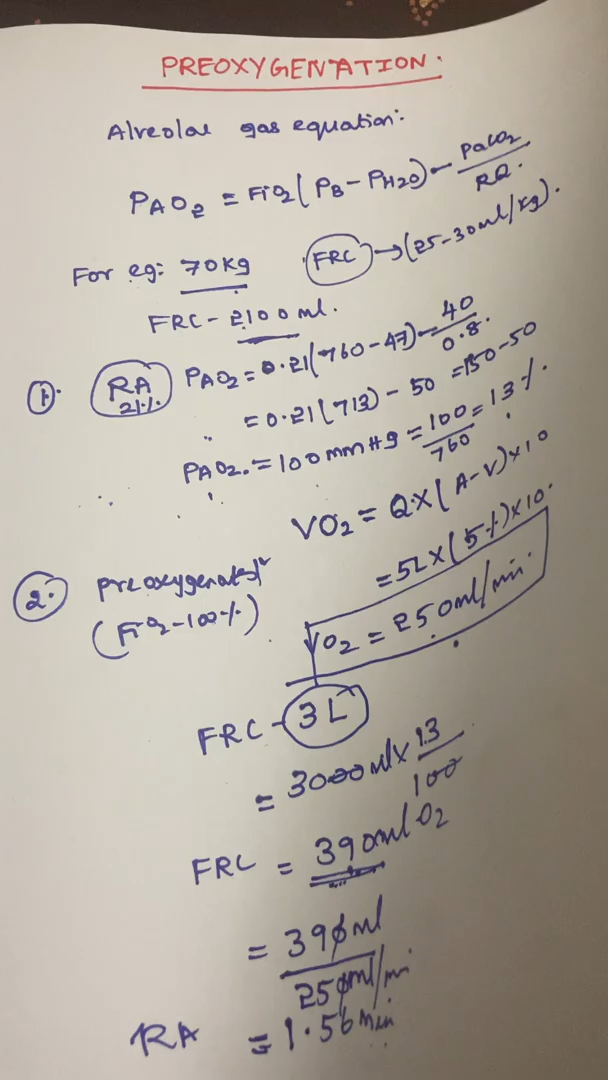 PREOXYGENATION.
Alveolar gas equation:
PAO2 = FiO2(PB-PH2O) - PaCO2/RQ.
For eg: 70kg FRC → (25-30ml/kg).
FRC - 2100ml.
1. RA 21% PAO2 = 0.21(760-47) - 40/0.8.
= 0.21(713) - 50 = 150-50
PAO2. = 100mmHg = 100/760 = 13%.
VO2 = Q×(A-V)×10
= 5L×(5%)×10.
2. Preoxygenated
(FiO2-100%)
VO2 = 250ml/min.
FRC - 3L
= 3000ml × 13/100
FRC = 390ml O2
= 390ml/250ml/min
RA = 1.56min